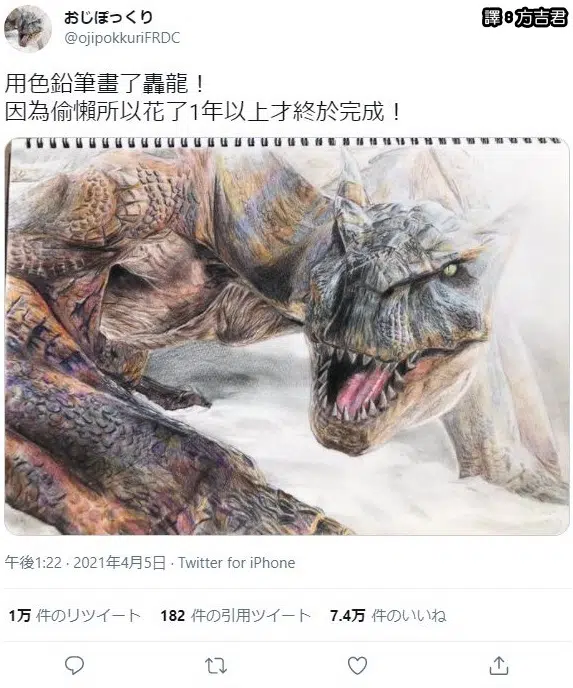 おじぽっくり
譯:方吉君
@ojipokkuriFRDC
用色鉛筆畫了轟龍！
因為偷懶所以花了1年以上才終於完成！
午後1:22 · 2021年4月5日 · Twitter for iPhone
1万 件のリツイート 182 件の引用ツイート 7.4万 件のいいね